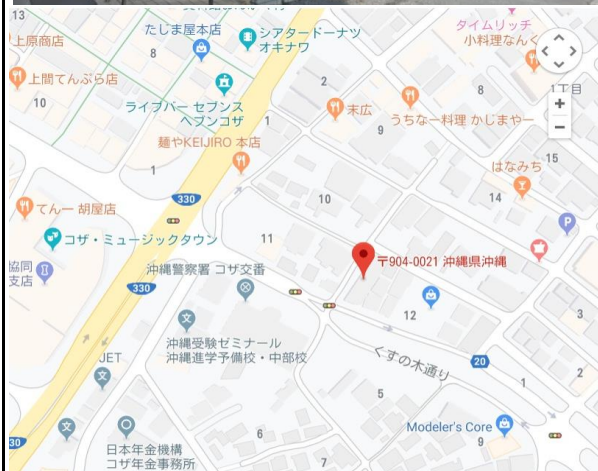 13
上原商店
たしま屋本店
8
シアタードーナツ
オキナワ
タイムリッチ
小料理なんく
上間てんぷら店
10
ライブバー セブンス
ヘブンコザ
1
2
末広
9
うちなー料理 かじまやー
8
1丁目
+
−
麺やKEIJIRO 本店
はなみち
15
14
1
330
10
てんー 胡屋店
コザ・ミュージックタウン
11
〒904-0021 沖縄県沖縄
P
協同
支店
沖縄警察署 コザ交番
330
12
3
沖縄受験ゼミナール
沖縄進学予備校・中部校
くすの木通り
20
JET
1
2
5
Modeler's Core
9
30
6
7
日本年金機構
コザ年金事務所